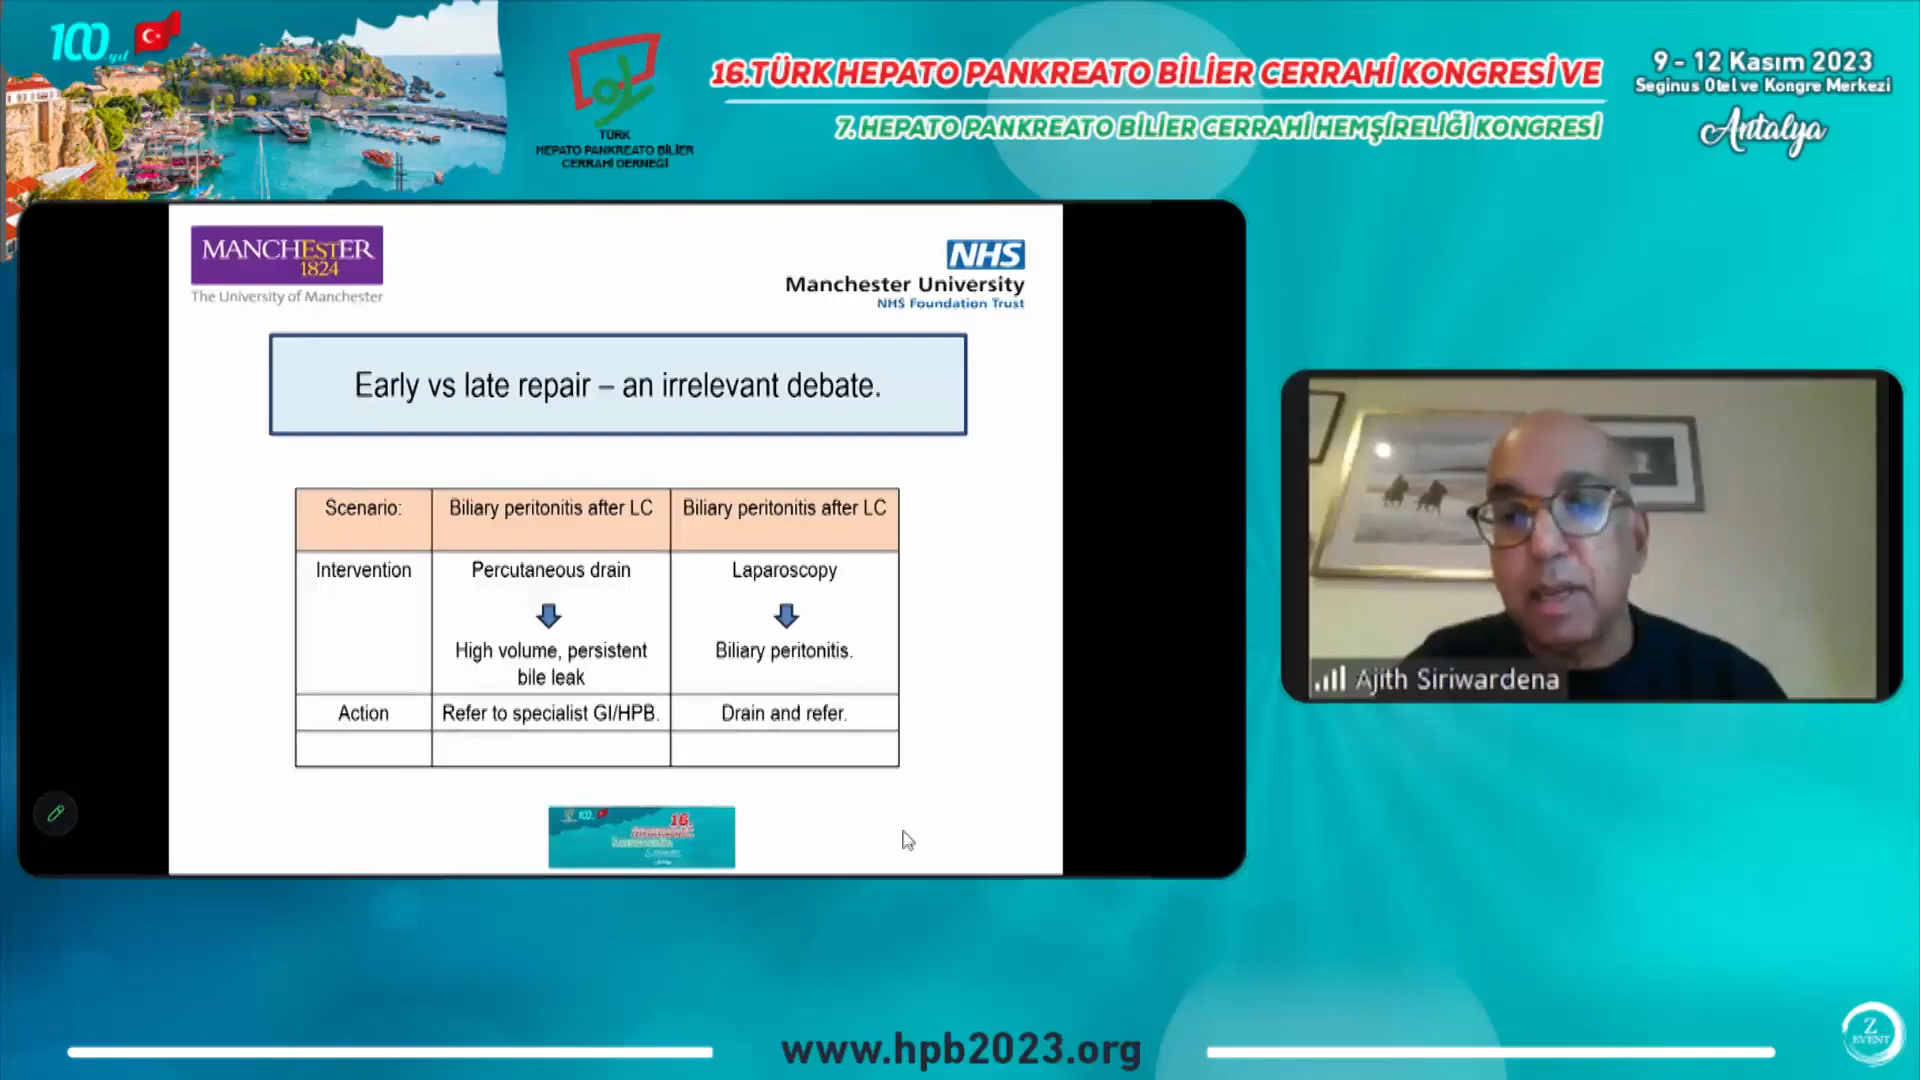 100.yıl
TÜRK
HEPATO PANKREATO BİLİER
CERRAHİ DERNEĞİ
16.TÜRK HEPATO PANKREATO BİLİER CERRAHİ KONGRESİ VE
7. HEPATO PANKREATO BİLİER CERRAHİ HEMŞİRELİĞİ KONGRESİ
9 - 12 Kasım 2023
Seginus Otel ve Kongre Merkezi
Antalya
MANCHESTER
1824
The University of Manchester
NHS
Manchester University
NHS Foundation Trust
Early vs late repair – an irrelevant debate.
Scenario: Biliary peritonitis after LC Biliary peritonitis after LC
Intervention Percutaneous drain Laparoscopy
High volume, persistent Biliary peritonitis.
bile leak
Action Refer to specialist GI/HPB. Drain and refer.
100
16.
Ajith Siriwardena
www.hpb2023.org
Z
EVENT